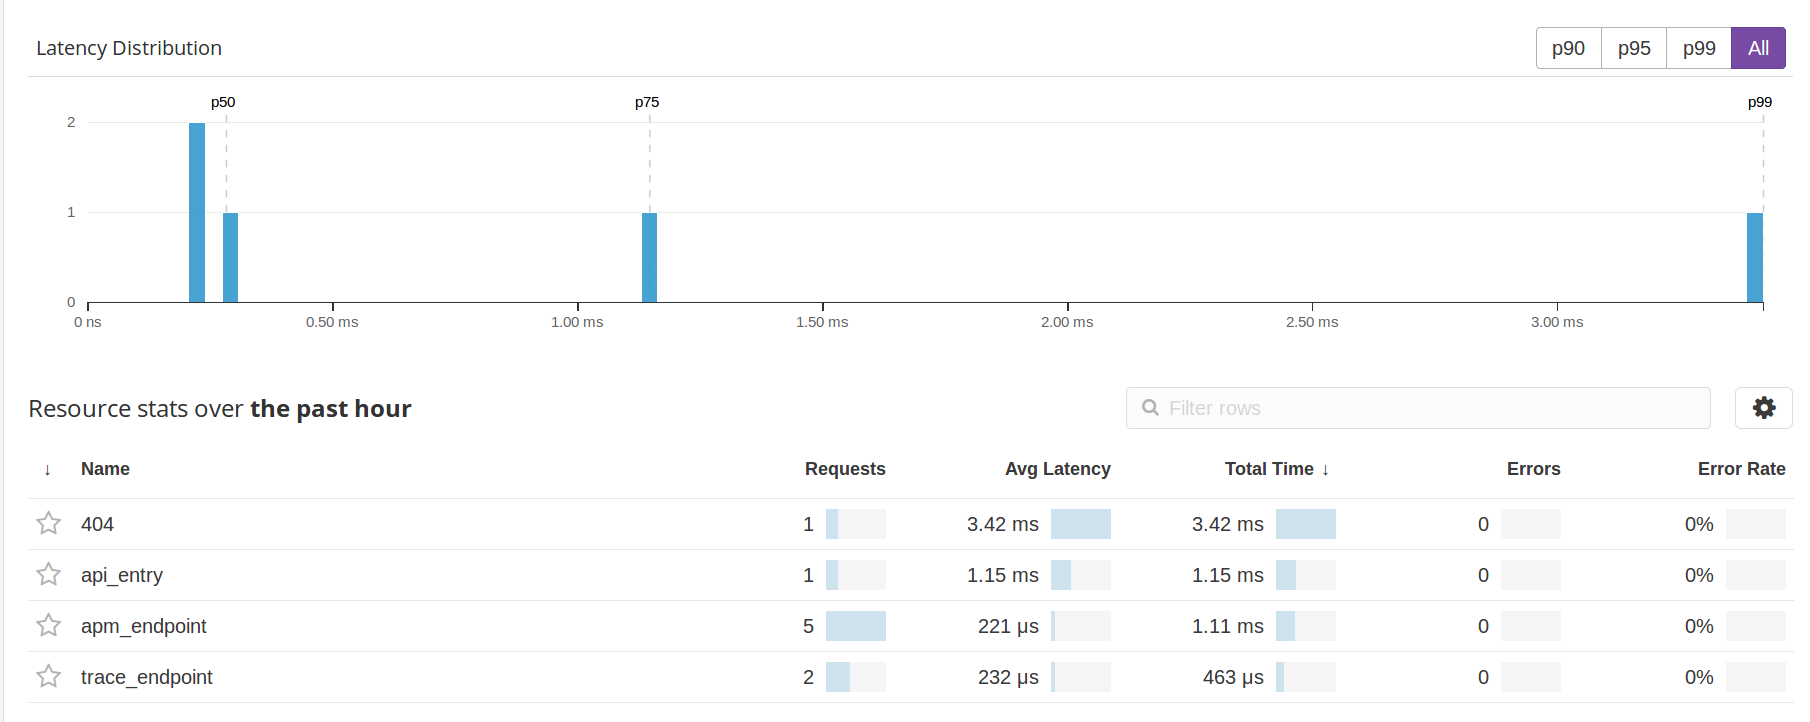 Latency Distribution
p90 p95 p99 All
p50 p75 p99
2
1
0
0 ns 0.50 ms 1.00 ms 1.50 ms 2.00 ms 2.50 ms 3.00 ms
Resource stats over the past hour
Filter rows
↓ Name Requests Avg Latency Total Time ↓ Errors Error Rate
404 1 3.42 ms 3.42 ms 0 0%
api_entry 1 1.15 ms 1.15 ms 0 0%
apm_endpoint 5 221 μs 1.11 ms 0 0%
trace_endpoint 2 232 μs 463 μs 0 0%